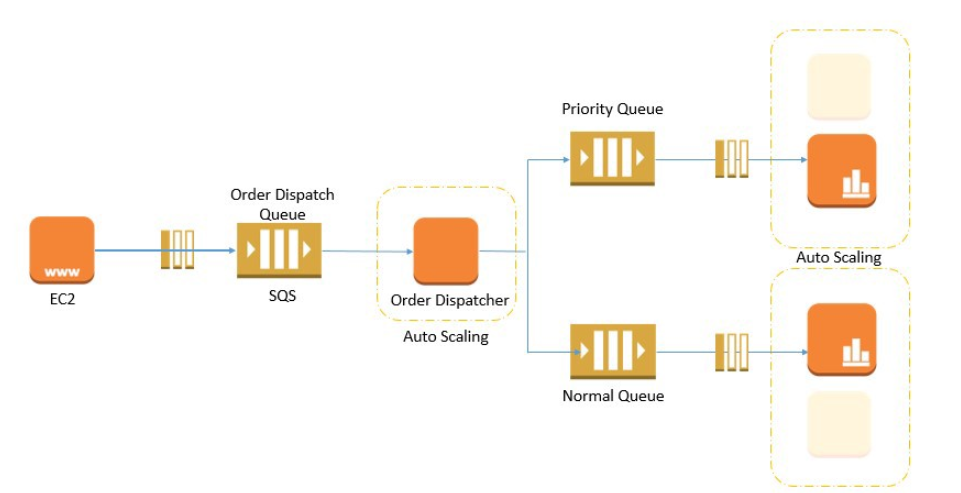 Priority Queue
Order Dispatch
Queue
www
EC2
SQS
Order Dispatcher
Auto Scaling
Auto Scaling
Normal Queue